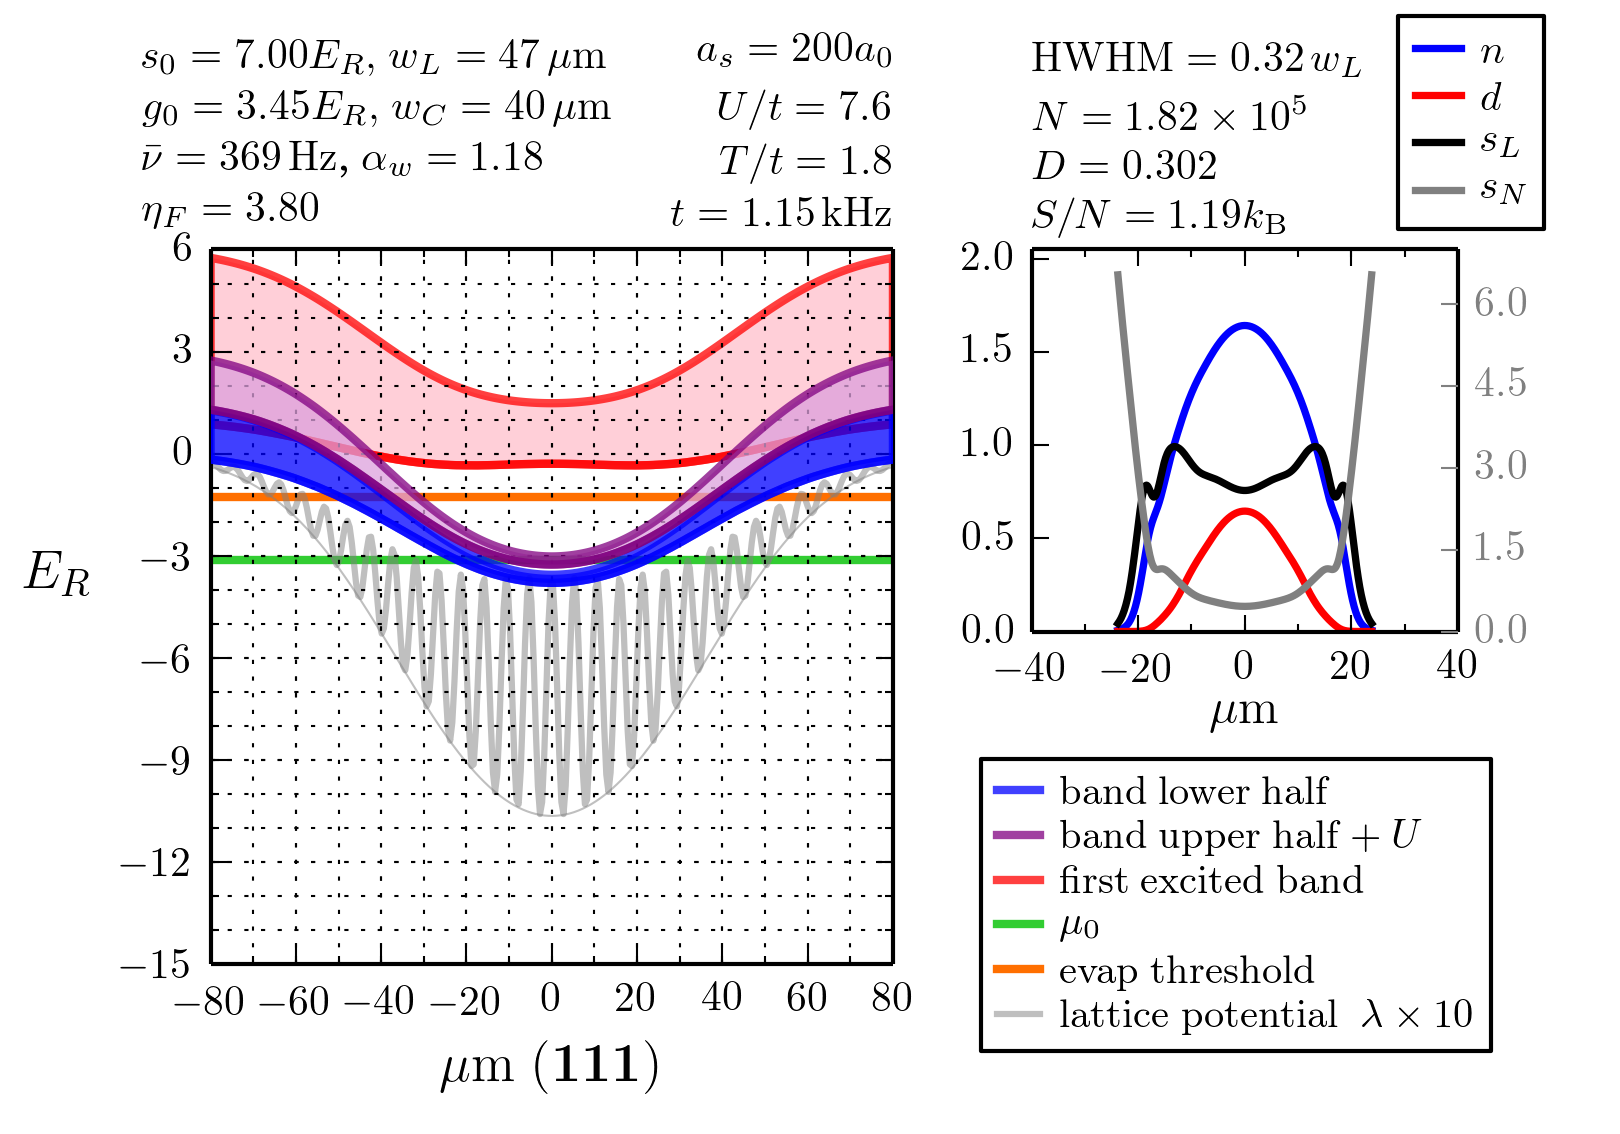 s₀ = 7.00E_R, w_L = 47 μm
g₀ = 3.45E_R, w_C = 40 μm
ν̄ = 369 Hz, α_w = 1.18
η_F = 3.80
a_s = 200a₀
U/t = 7.6
T/t = 1.8
t = 1.15 kHz
HWHM = 0.32 w_L
N = 1.82 × 10⁵
D = 0.302
S/N = 1.19k_B
n
d
s_L
s_N
6
3
0
−3
−6
−9
−12
−15
E_R
−80 −60 −40 −20 0 20 40 60 80
μm (111)
2.0
1.5
1.0
0.5
0.0
6.0
4.5
3.0
1.5
0.0
−40 −20 0 20 40
μm
band lower half
band upper half + U
first excited band
μ₀
evap threshold
lattice potential λ × 10